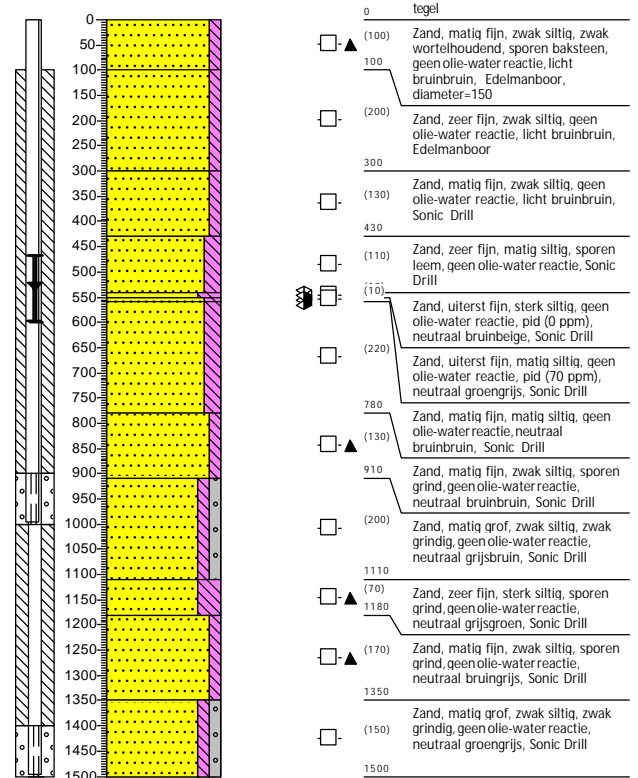 0
50
100
150
200
250
300
350
400
450
500
550
600
650
700
750
800
850
900
950
1000
1050
1100
1150
1200
1250
1300
1350
1400
1450
1500
0 tegel
(100) Zand, matig fijn, zwak siltig, zwak
wortelhoudend, sporen baksteen,
100 geen olie-water reactie, licht
bruinbruin, Edelmanboor,
diameter=150
(200) Zand, zeer fijn, zwak siltig, geen
olie-water reactie, licht bruinbruin,
Edelmanboor
300
(130) Zand, matig fijn, zwak siltig, geen
olie-water reactie, licht bruinbruin,
Sonic Drill
430
(110) Zand, zeer fijn, matig siltig, sporen
leem, geen olie-water reactie, Sonic
Drill
(10)
Zand, uiterst fijn, sterk siltig, geen
olie-water reactie, pid (0 ppm),
neutraal bruinbeige, Sonic Drill
(220) Zand, uiterst fijn, matig siltig, geen
olie-water reactie, pid (70 ppm),
neutraal groengrijs, Sonic Drill
780
Zand, matig fijn, matig siltig, geen
(130) olie-water reactie, neutraal
bruinbruin, Sonic Drill
910
Zand, matig fijn, zwak siltig, sporen
grind, geen olie-water reactie,
neutraal bruinbruin, Sonic Drill
(200) Zand, matig grof, zwak siltig, zwak
grindig, geen olie-water reactie,
neutraal grijsbruin, Sonic Drill
1110
(70) Zand, zeer fijn, sterk siltig, sporen
1180 grind, geen olie-water reactie,
neutraal grijsgroen, Sonic Drill
(170) Zand, matig fijn, zwak siltig, sporen
grind, geen olie-water reactie,
neutraal bruingrijs, Sonic Drill
1350
(150) Zand, matig grof, zwak siltig, zwak
grindig, geen olie-water reactie,
neutraal groengrijs, Sonic Drill
1500